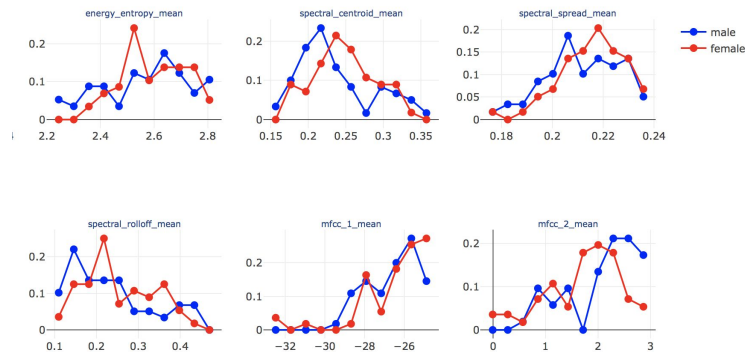 energy_entropy_mean spectral_centroid_mean spectral_spread_mean
male
female
0.2
0.1
0
2.2 2.4 2.6 2.8
0.2
0.1
0
0.15 0.2 0.25 0.3 0.35
0.2
0.15
0.1
0.05
0
0.18 0.2 0.22 0.24
spectral_rolloff_mean mfcc_1_mean mfcc_2_mean
0.2
0.1
0
0.1 0.2 0.3 0.4
0.2
0.1
0
−32 −30 −28 −26
0.2
0.1
0
0 1 2 3